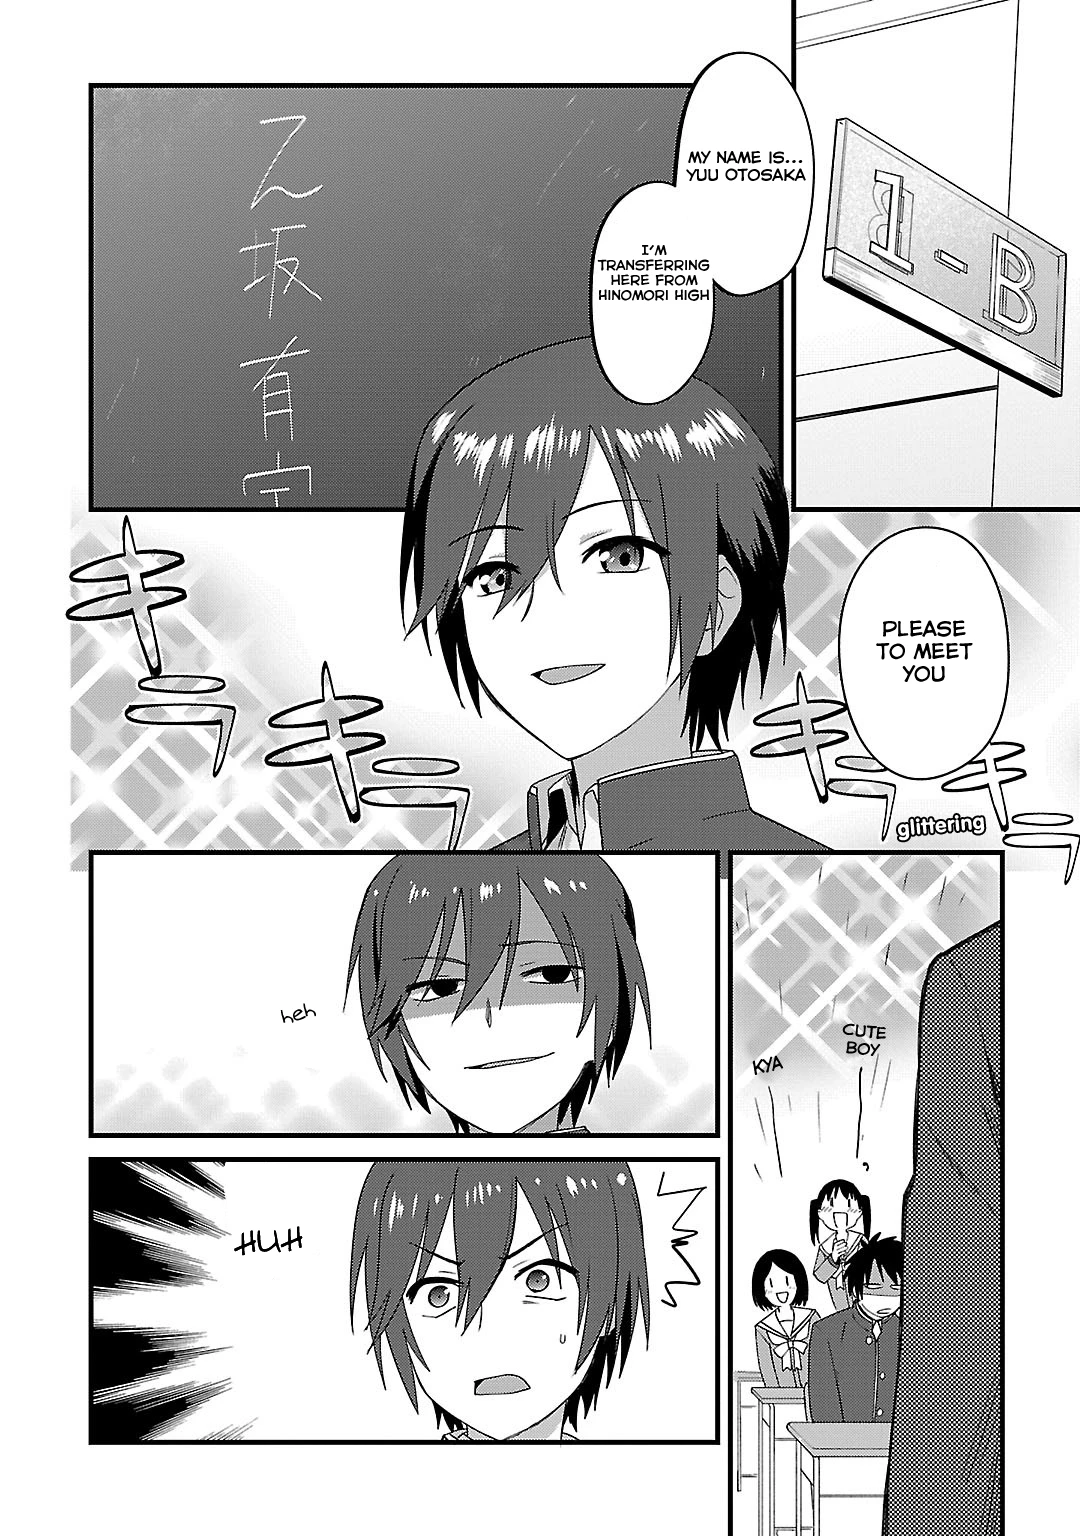 1-B
MY NAME IS...
YUU OTOSAKA
I'M
TRANSFERRING
HERE FROM
HINOMORI HIGH
乙坂有宇
PLEASE
TO MEET
YOU
キラキラ
キラキラ
glittering
CUTE
BOY
KYA
heh
HUH